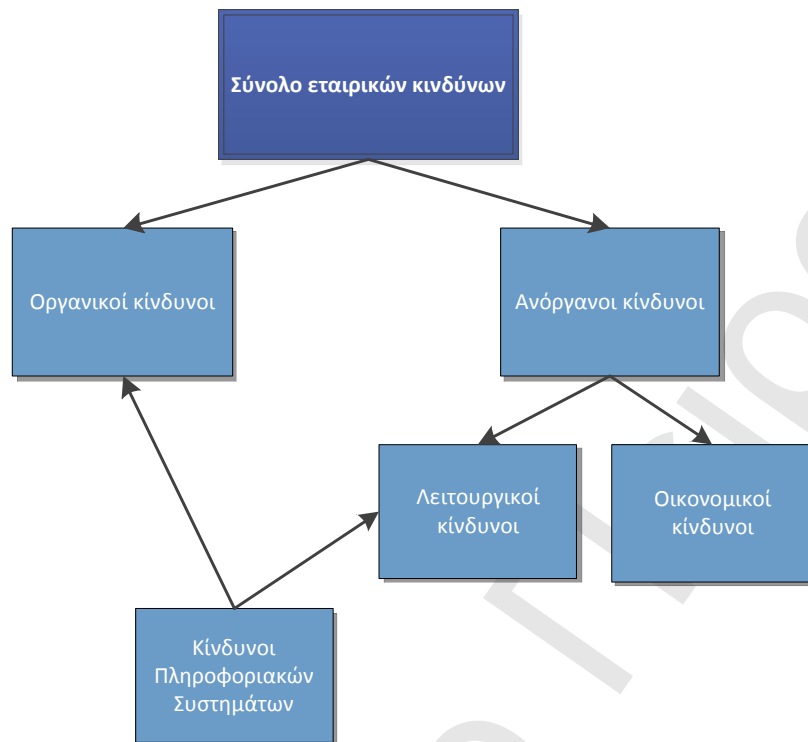 Σύνολο εταιρικών κινδύνων
Οργανικοί κίνδυνοι
Ανόργανοι κίνδυνοι
Λειτουργικοί
κίνδυνοι
Οικονομικοί
κίνδυνοι
Κίνδυνοι
Πληροφοριακών
Συστημάτων